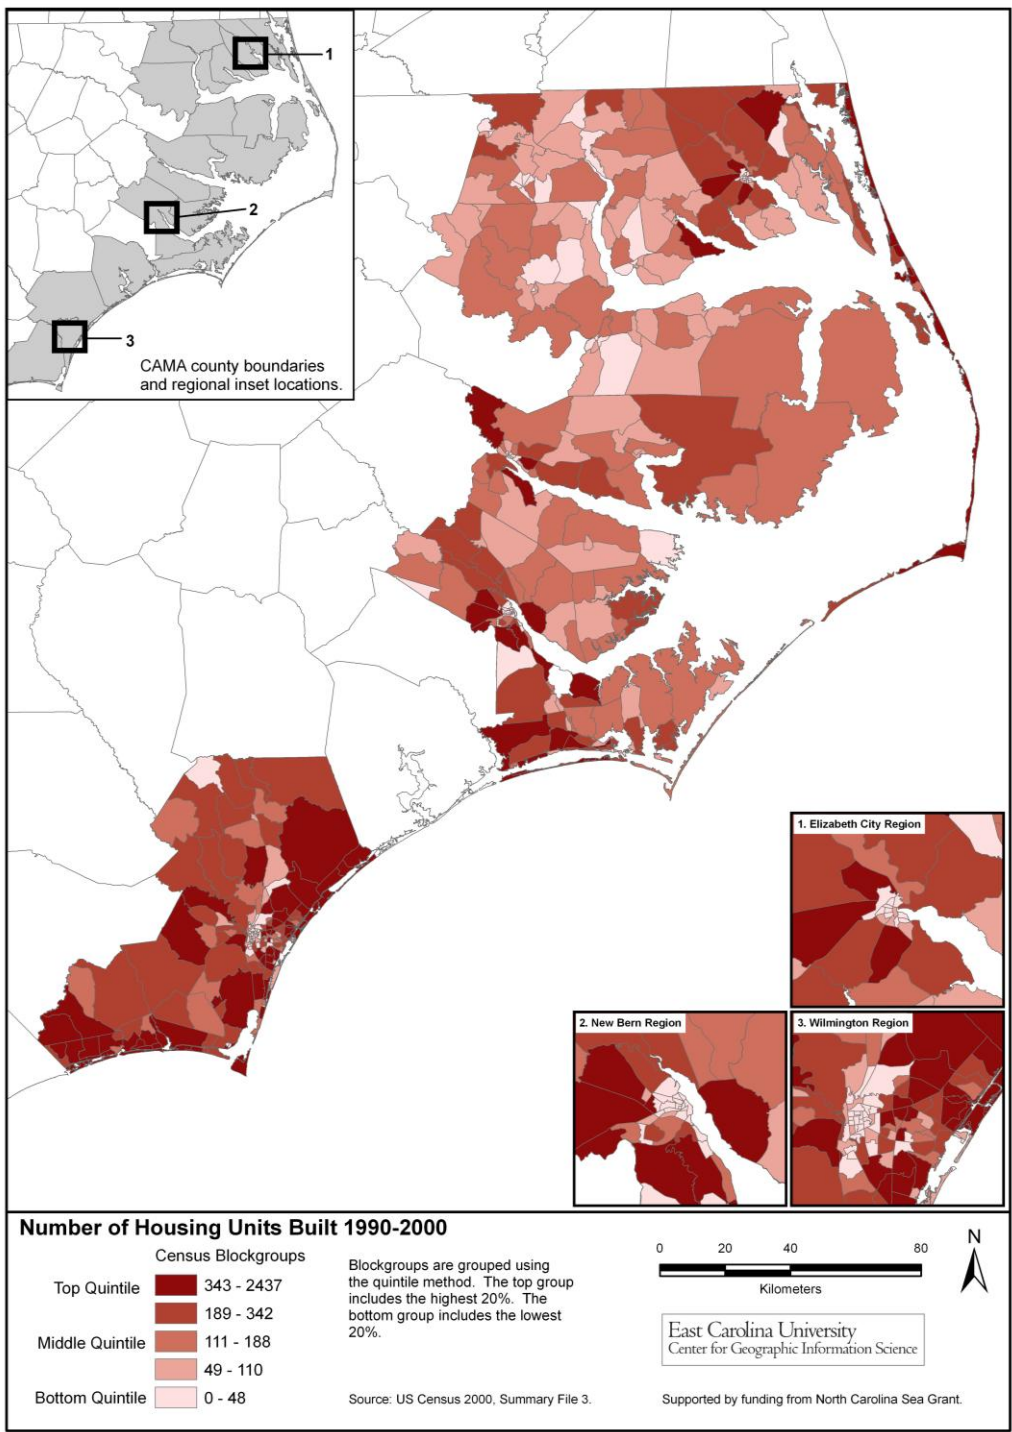 1
2
3
CAMA county boundaries
and regional inset locations.
1. Elizabeth City Region
2. New Bern Region
3. Wilmington Region
Number of Housing Units Built 1990-2000
Census Blockgroups
Top Quintile
343 - 2437
189 - 342
Middle Quintile
111 - 188
49 - 110
Bottom Quintile
0 - 48
Blockgroups are grouped using
the quintile method. The top group
includes the highest 20%. The
bottom group includes the lowest
20%.
Source: US Census 2000, Summary File 3.
0 20 40 80
Kilometers
N
East Carolina University
Center for Geographic Information Science
Supported by funding from North Carolina Sea Grant.